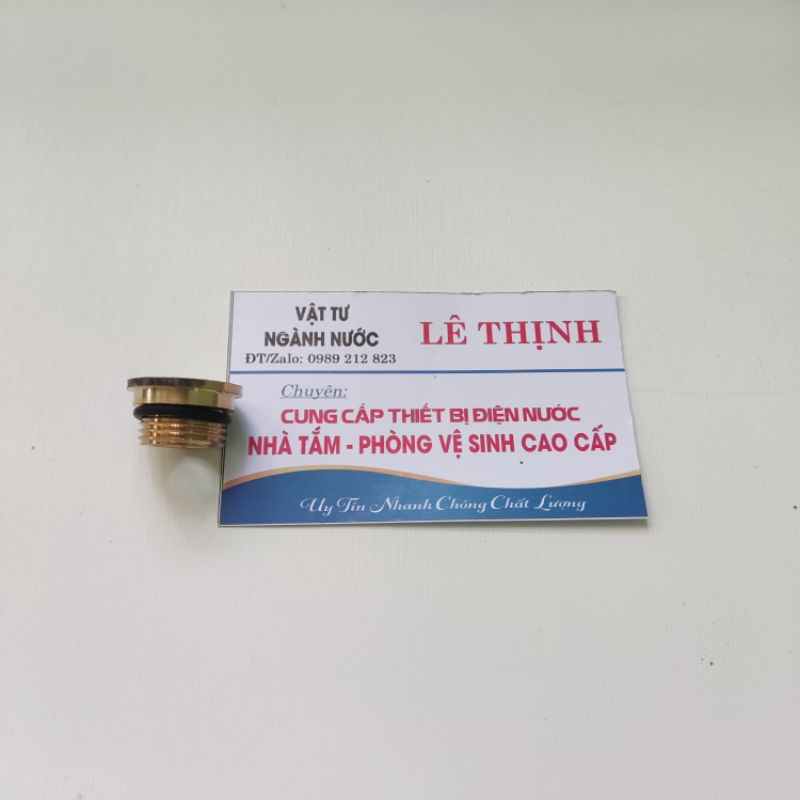 VẬT TƯ
NGÀNH NƯỚC
ĐT/Zalo: 0989 212 823
LÊ THỊNH
Chuyên:
CUNG CẤP THIẾT BỊ ĐIỆN NƯỚC
NHÀ TẮM - PHÒNG VỆ SINH CAO CẤP
Uy Tín Nhanh Chóng Chất Lượng